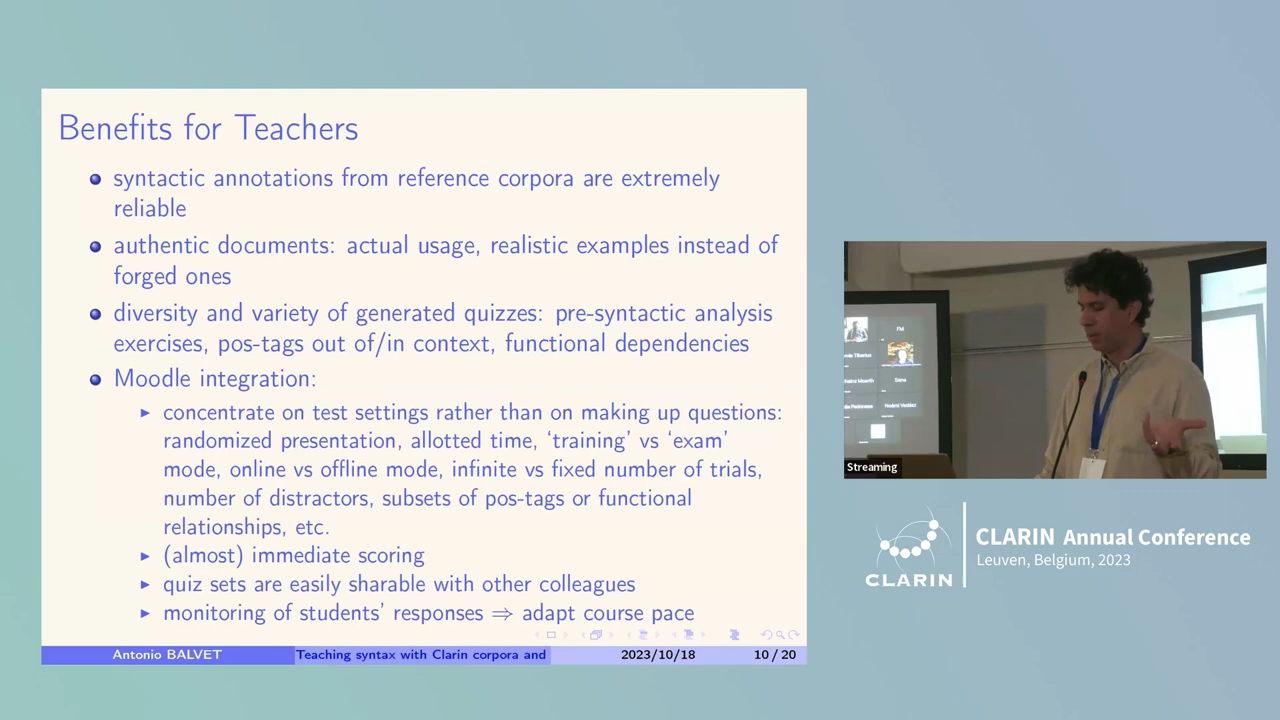 Benefits for Teachers
syntactic annotations from reference corpora are extremely
reliable
authentic documents: actual usage, realistic examples instead of
forged ones
diversity and variety of generated quizzes: pre-syntactic analysis
exercises, pos-tags out of/in context, functional dependencies
Moodle integration:
concentrate on test settings rather than on making up questions:
randomized presentation, allotted time, ‘training’ vs ‘exam’
mode, online vs offline mode, infinite vs fixed number of trials,
number of distractors, subsets of pos-tags or functional
relationships, etc.
(almost) immediate scoring
quiz sets are easily sharable with other colleagues
monitoring of students’ responses ⇒ adapt course pace
Antonio BALVET
Teaching syntax with Clarin corpora and
2023/10/18
10 / 20
Streaming
CLARIN
CLARIN Annual Conference
Leuven, Belgium, 2023